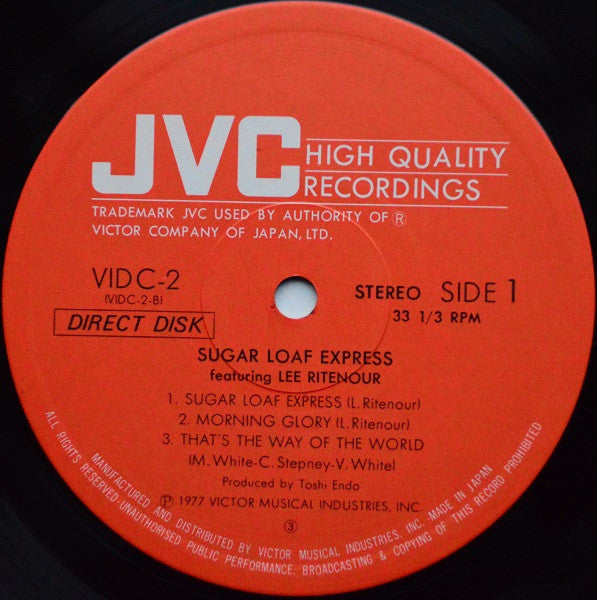 JVC
HIGH QUALITY
RECORDINGS
TRADEMARK JVC USED BY AUTHORITY OF Ⓡ
VICTOR COMPANY OF JAPAN, LTD.
VIDC-2
(VIDC-2-B)
DIRECT DISK
STEREO SIDE 1
33 1/3 RPM
SUGAR LOAF EXPRESS
featuring LEE RITENOUR
1. SUGAR LOAF EXPRESS (L. Ritenour)
2. MORNING GLORY (L. Ritenour)
3. THAT'S THE WAY OF THE WORLD
(M. White-C. Stepney-V. White)
Produced by Toshi Endo
Ⓟ 1977 VICTOR MUSICAL INDUSTRIES, INC
③
MANUFACTURED AND DISTRIBUTED BY VICTOR MUSICAL INDUSTRIES, INC. MADE IN JAPAN
ALL RIGHTS RESERVED-UNAUTHORISED PUBLIC PERFORMANCE, BROADCASTING & COPYING OF THIS RECORD PROHIBITED